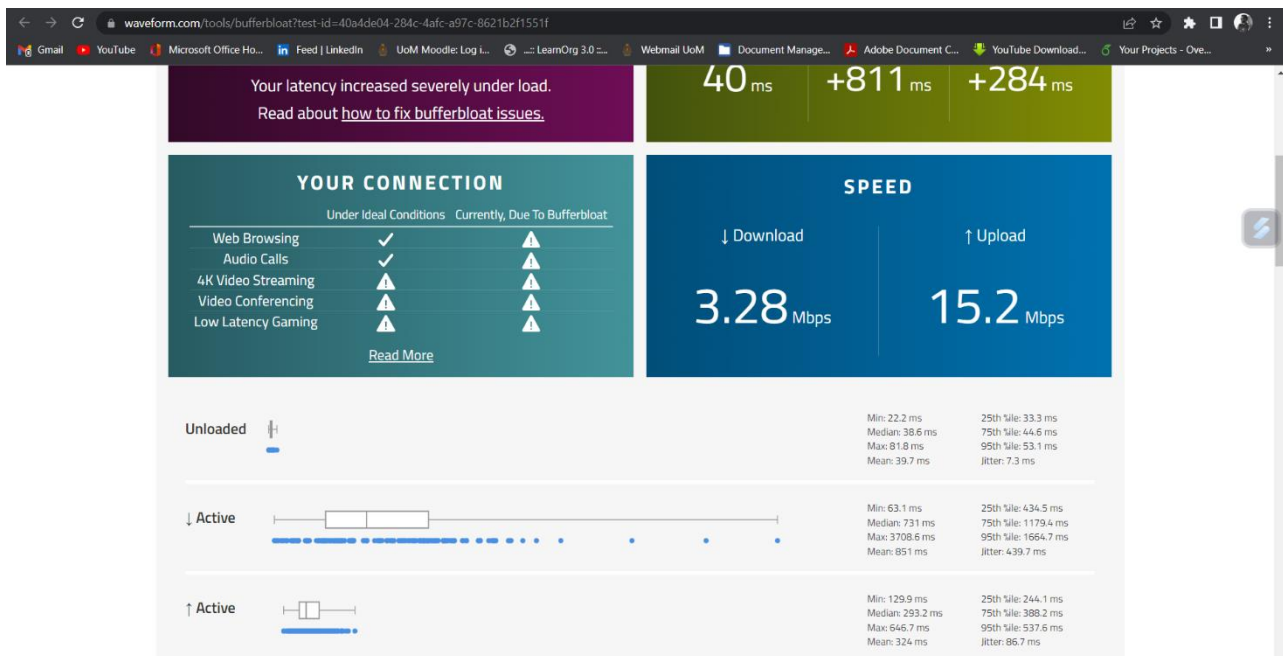 waveform.com/tools/bufferbloat?test-id=40a4de04-284c-4afc-a97c-8621b2f1551f
Gmail YouTube Microsoft Office Ho... Feed | LinkedIn UoM Moodle: Log i... ..:: LearnOrg 3.0 ::... Webmail UoM Document Manage... Adobe Document C... YouTube Download... Your Projects - Ove... »
Your latency increased severely under load.
Read about how to fix bufferbloat issues.
40 ms +811 ms +284 ms
YOUR CONNECTION
Under Ideal Conditions Currently, Due To Bufferbloat
Web Browsing
Audio Calls
4K Video Streaming
Video Conferencing
Low Latency Gaming
Read More
SPEED
↓ Download ↑ Upload
3.28 Mbps 15.2 Mbps
Unloaded
Min: 22.2 ms 25th %ile: 33.3 ms
Median: 38.6 ms 75th %ile: 44.6 ms
Max: 81.8 ms 95th %ile: 53.1 ms
Mean: 39.7 ms Jitter: 7.3 ms
↓ Active
Min: 63.1 ms 25th %ile: 434.5 ms
Median: 731 ms 75th %ile: 1179.4 ms
Max: 3708.6 ms 95th %ile: 1664.7 ms
Mean: 851 ms Jitter: 439.7 ms
↑ Active
Min: 129.9 ms 25th %ile: 244.1 ms
Median: 293.2 ms 75th %ile: 388.2 ms
Max: 646.7 ms 95th %ile: 537.6 ms
Mean: 324 ms Jitter: 86.7 ms